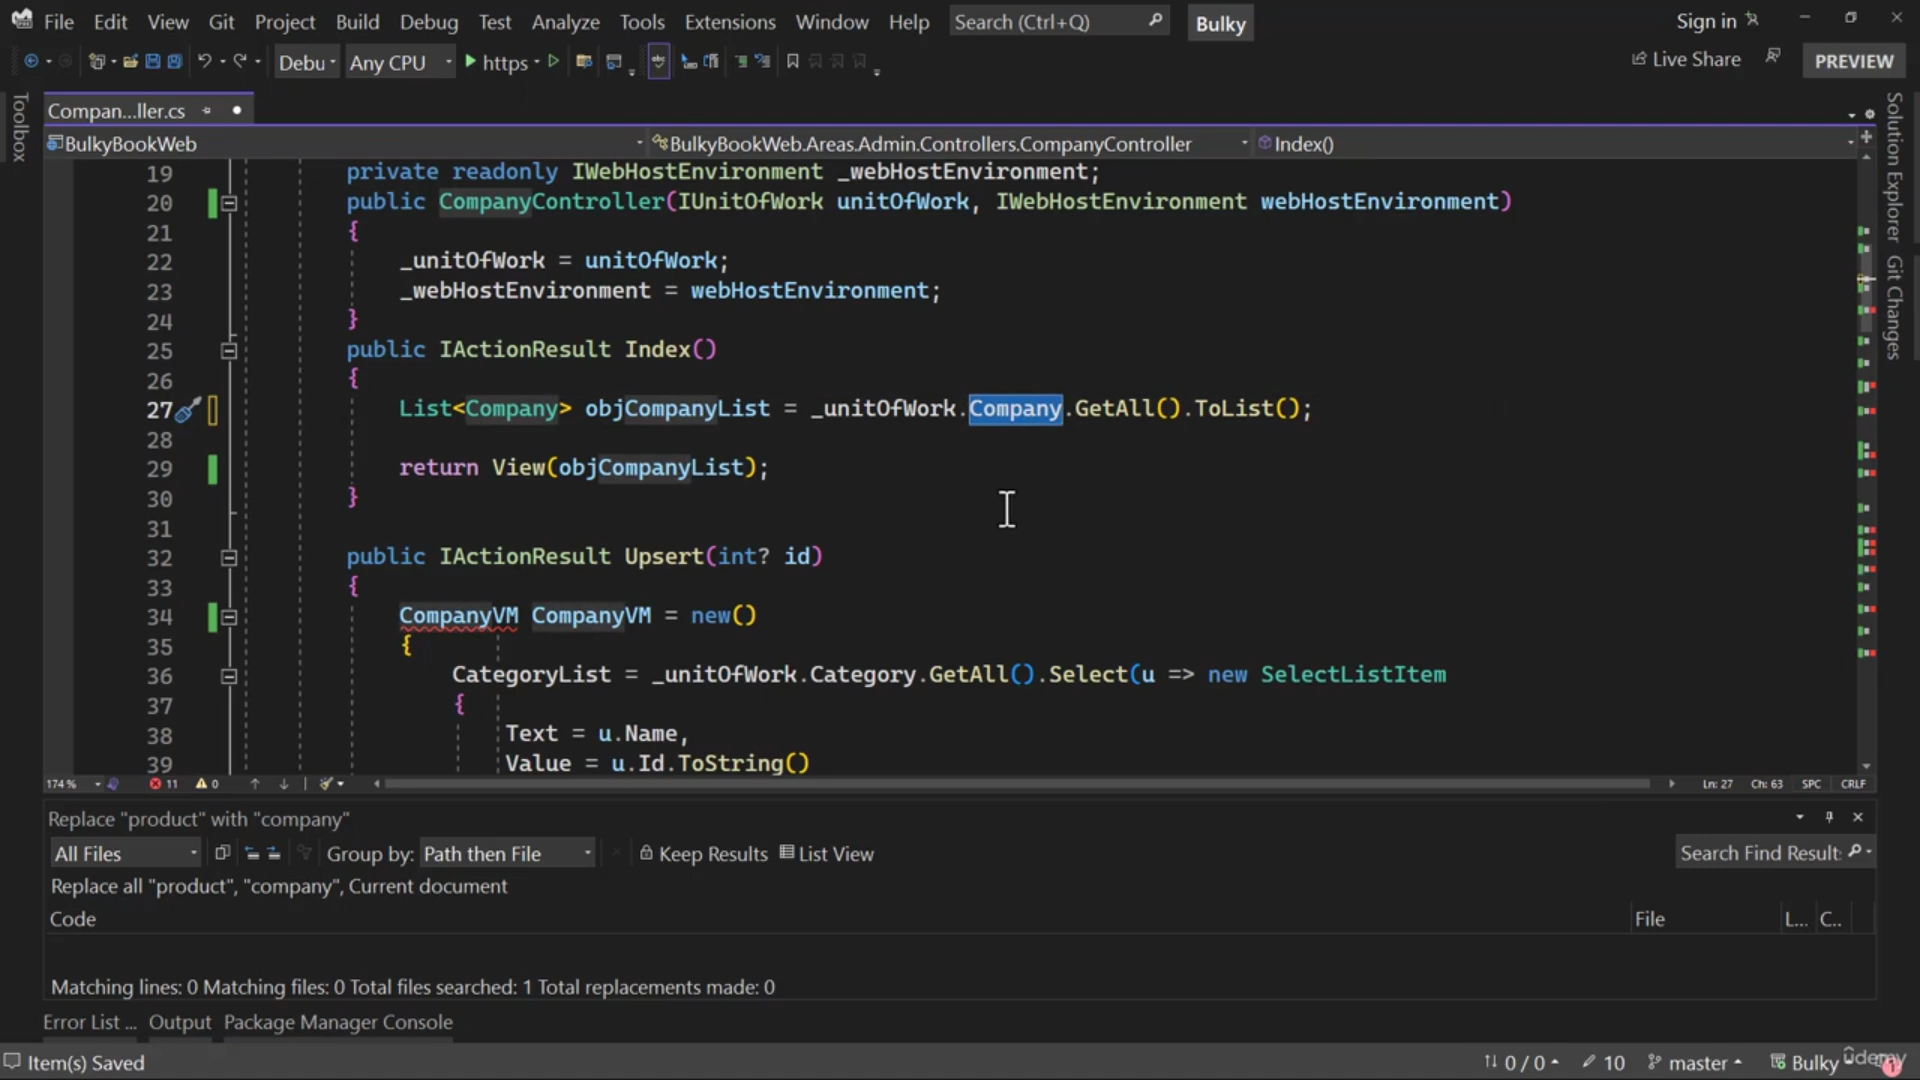 File Edit View Git Project Build Debug Test Analyze Tools Extensions Window Help Search (Ctrl+Q) Bulky Sign in
Debu Any CPU https Live Share PREVIEW
Toolbox
Compan...ller.cs
BulkyBookWeb BulkyBookWeb.Areas.Admin.Controllers.CompanyController Index()
19 private readonly IWebHostEnvironment _webHostEnvironment;
20 public CompanyController(IUnitOfWork unitOfWork, IWebHostEnvironment webHostEnvironment)
21 {
22 _unitOfWork = unitOfWork;
23 _webHostEnvironment = webHostEnvironment;
24 }
25 public IActionResult Index()
26 {
27 List<Company> objCompanyList = _unitOfWork.Company.GetAll().ToList();
28
29 return View(objCompanyList);
30 }
31
32 public IActionResult Upsert(int? id)
33 {
34 CompanyVM CompanyVM = new()
35 {
36 CategoryList = _unitOfWork.Category.GetAll().Select(u => new SelectListItem
37 {
38 Text = u.Name,
39 Value = u.Id.ToString()
Solution Explorer
Git Changes
174 % 11 0 Ln: 27 Ch: 63 SPC CRLF
Replace "product" with "company"
All Files Group by: Path then File Keep Results List View Search Find Result
Replace all "product", "company", Current document
Code File L... C..
Matching lines: 0 Matching files: 0 Total files searched: 1 Total replacements made: 0
Error List ... Output Package Manager Console
Item(s) Saved 0 / 0 10 master Bulky 1
udemy